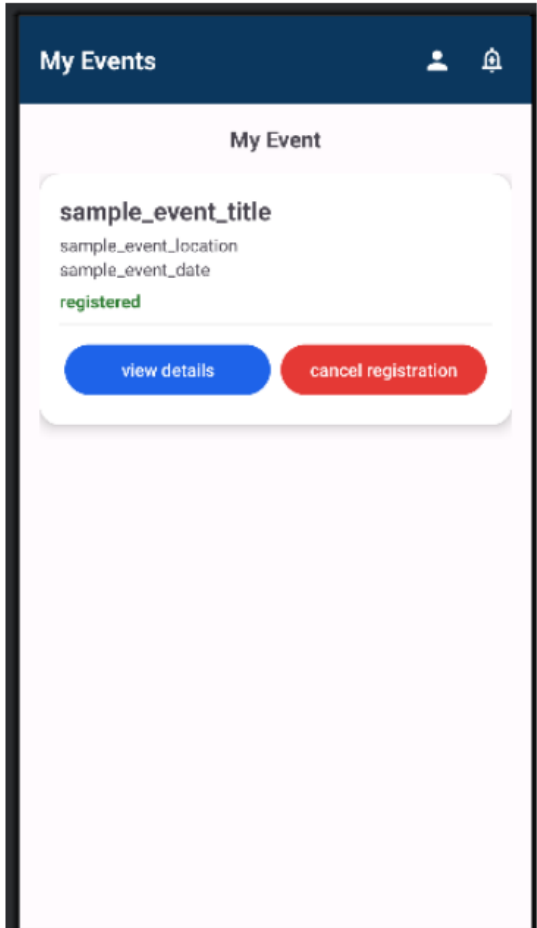 My Events
My Event
sample_event_title
sample_event_location
sample_event_date
registered
view details cancel registration